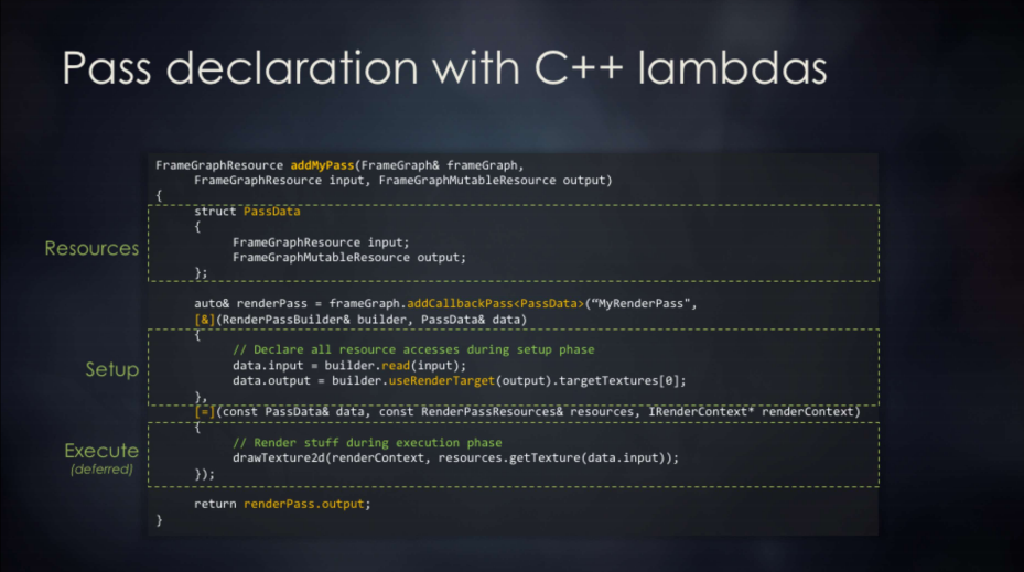 Pass declaration with C++ lambdas
FrameGraphResource addMyPass(FrameGraph& frameGraph,
FrameGraphResource input, FrameGraphMutableResource output)
{
struct PassData
{
Resources
FrameGraphResource input;
FrameGraphMutableResource output;
};
auto& renderPass = frameGraph.addCallbackPass<PassData>(“MyRenderPass",
[&](RenderPassBuilder& builder, PassData& data)
{
// Declare all resource accesses during setup phase
Setup
data.input = builder.read(input);
data.output = builder.useRenderTarget(output).targetTextures[0];
},
[=](const PassData& data, const RenderPassResources& resources, IRenderContext* renderContext)
{
Execute
(deferred)
// Render stuff during execution phase
drawTexture2d(renderContext, resources.getTexture(data.input));
});
return renderPass.output;
}